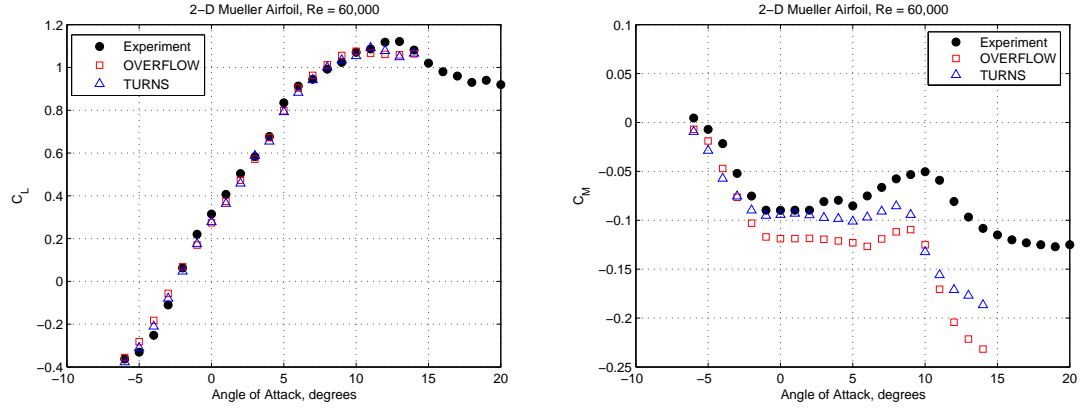 2−D Mueller Airfoil, Re = 60,000
1.2
1
0.8
0.6
0.4
0.2
0
−0.2
−0.4
C_L
Experiment
OVERFLOW
TURNS
−10 −5 0 5 10 15 20
Angle of Attack, degrees
2−D Mueller Airfoil, Re = 60,000
0.1
0.05
0
−0.05
−0.1
−0.15
−0.2
−0.25
C_M
Experiment
OVERFLOW
TURNS
−10 −5 0 5 10 15 20
Angle of Attack, degrees